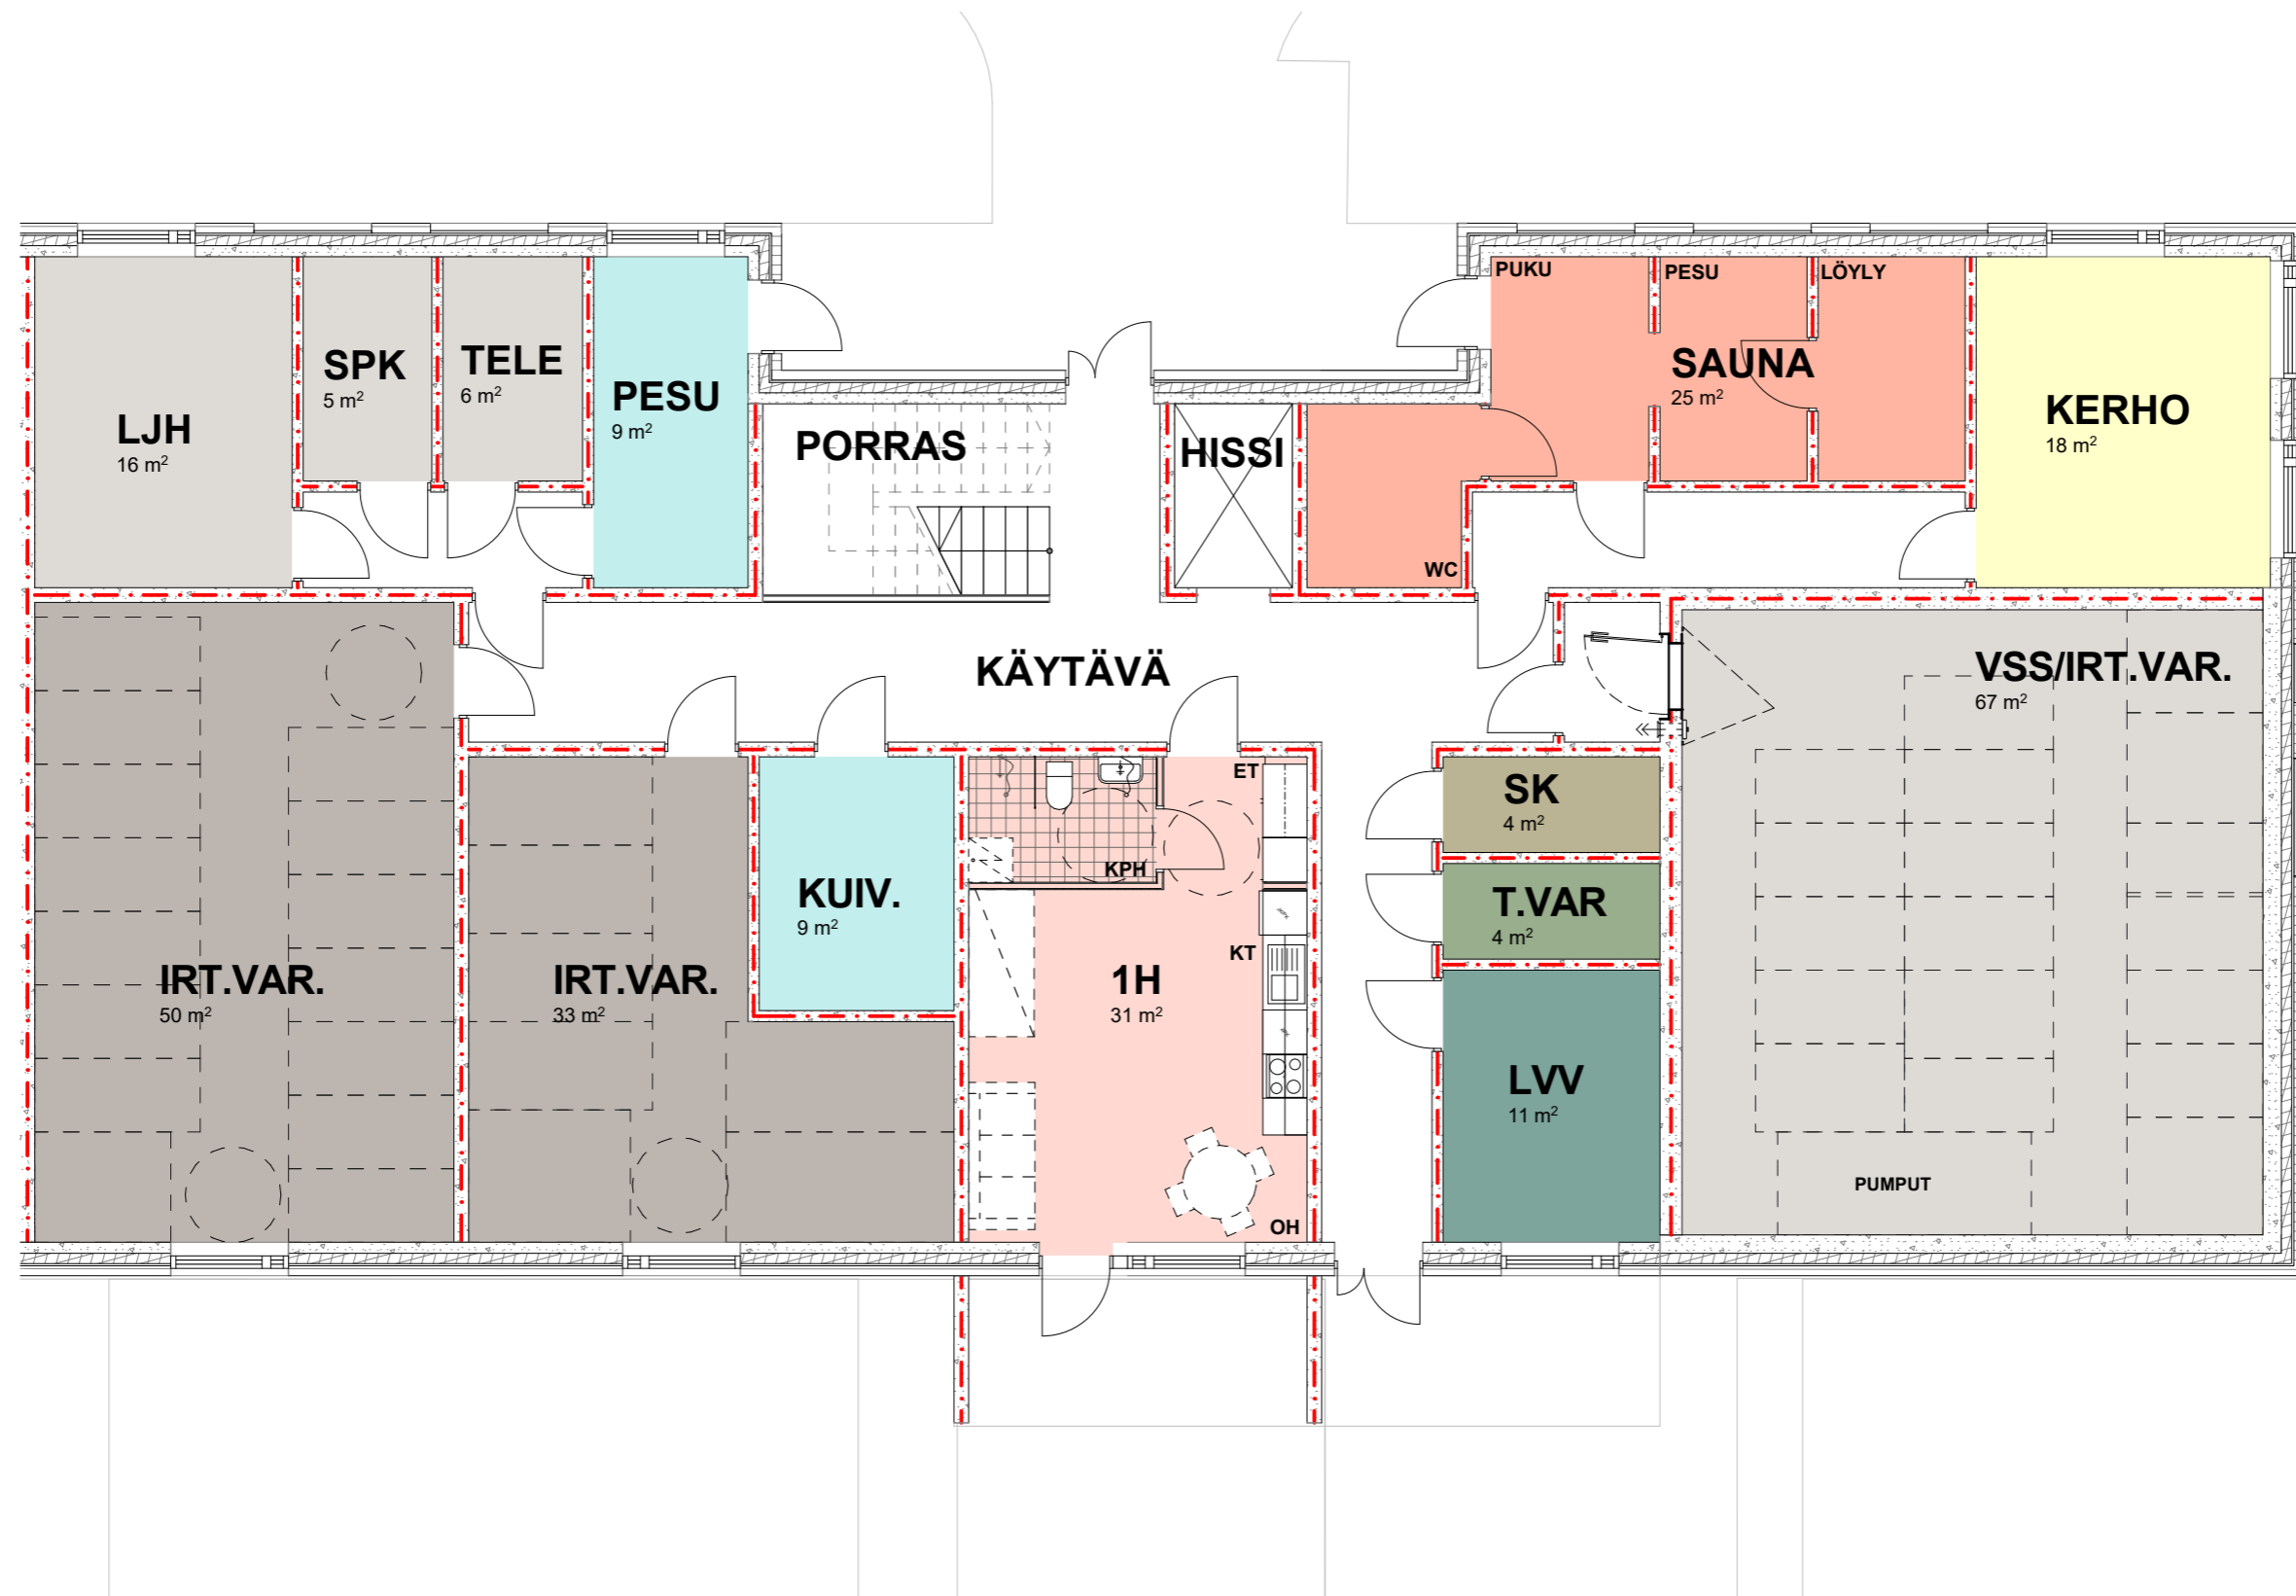 PUKU
PESU
LÖYLY
SPK
5 m²
TELE
6 m²
PESU
9 m²
SAUNA
25 m²
KERHO
18 m²
LJH
16 m²
PORRAS
HISSI
WC
KÄYTÄVÄ
VSS/IRT.VAR.
67 m²
ET
SK
4 m²
KPH
KUIV.
9 m²
T.VAR
4 m²
KT
IRT.VAR.
50 m²
IRT.VAR.
33 m²
1H
31 m²
LVV
11 m²
PUMPUT
OH